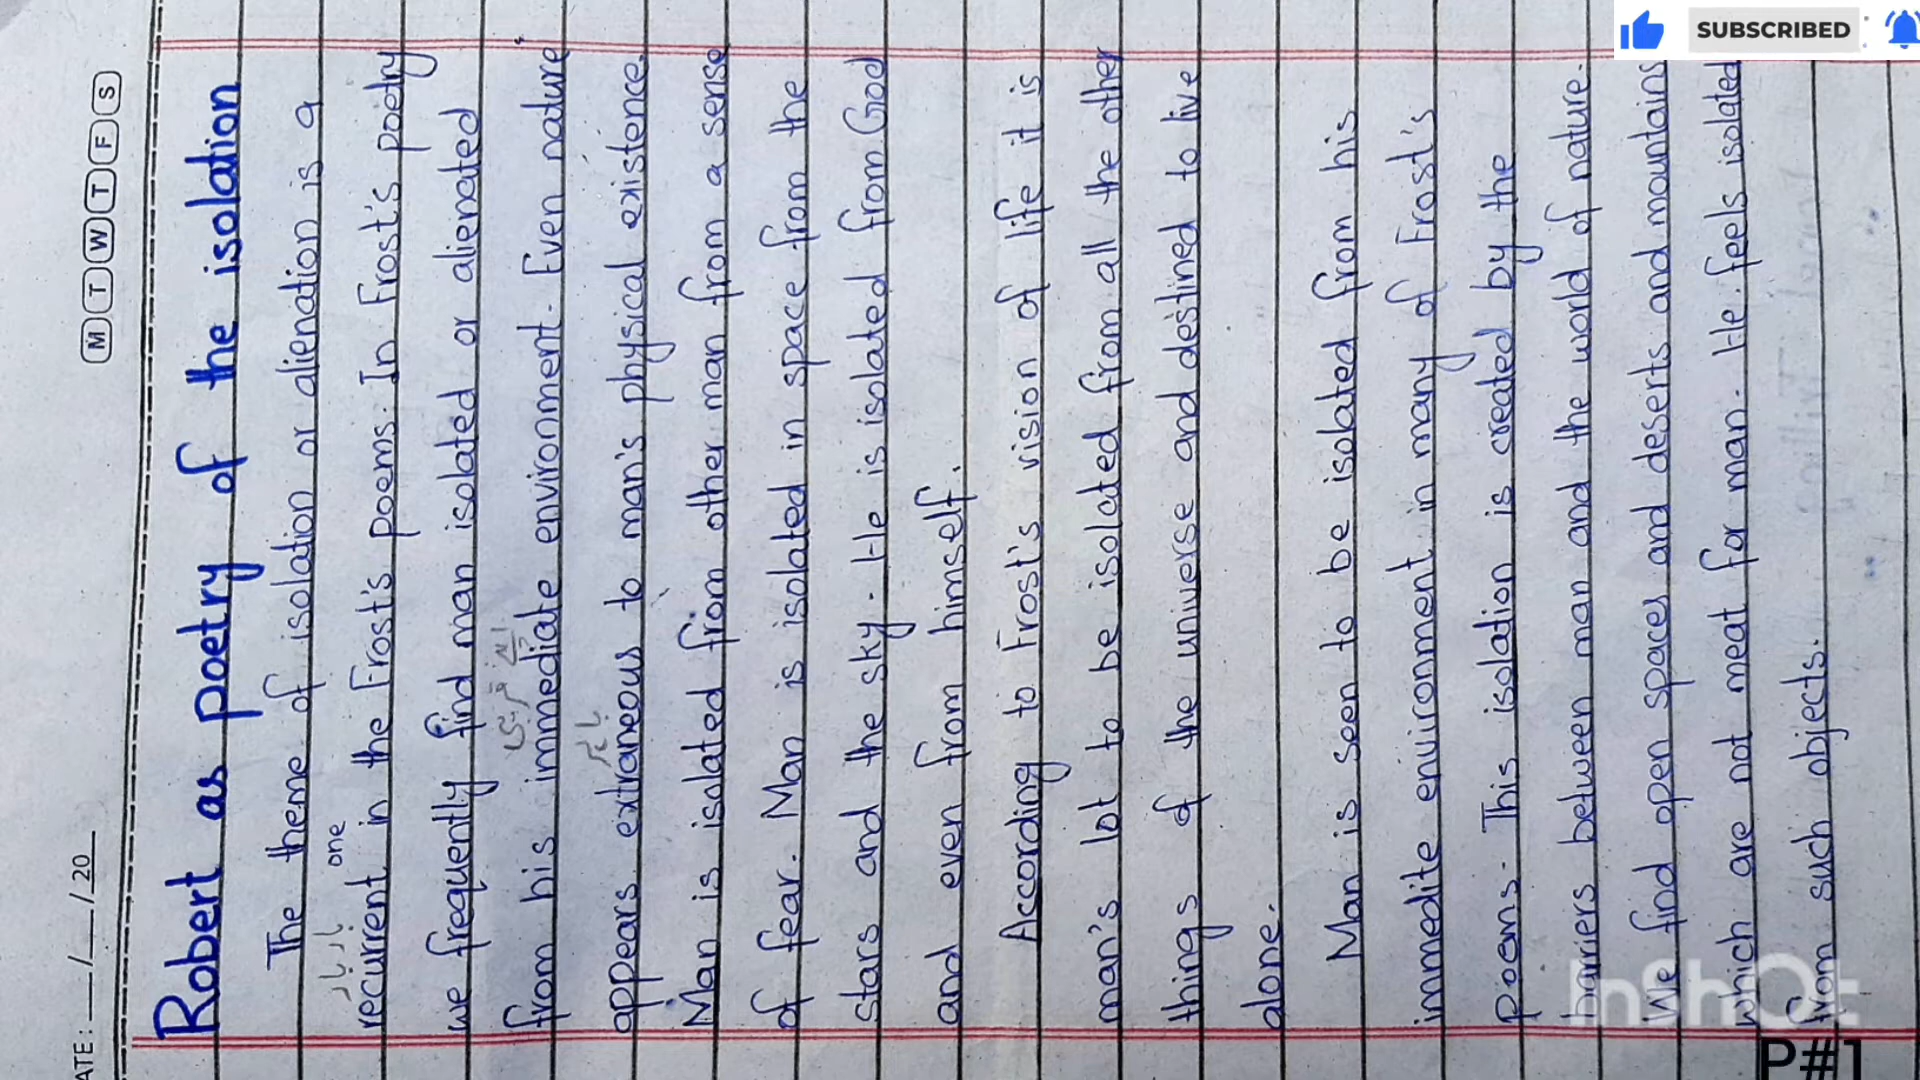 SUBSCRIBED
DATE: __/__/20__
M T W T F S
Robert as poetry of the isolation
The theme of isolation or alienation is a
بار بار one
recurrent in the Frost's poems. In Frost's poetry
we frequently find man isolated or alienated
from his immediate environment. Even nature
appears extraneous to man's physical existence.
Man is isolated from other man from a sense
of fear. Man is isolated in space from the
stars and the sky. He is isolated from God
and even from himself.
According to Frost's vision of life it is
man's lot to be isolated from all the other
things of the universe and destined to live
alone.
Man is seen to be isolated from his
immedite environment in many of Frost's
poems. This isolation is created by the
barriers between man and the world of nature.
We find open spaces and deserts and mountains
which are not meat for man. He feels isolated
from such objects.
InShOt
P#1